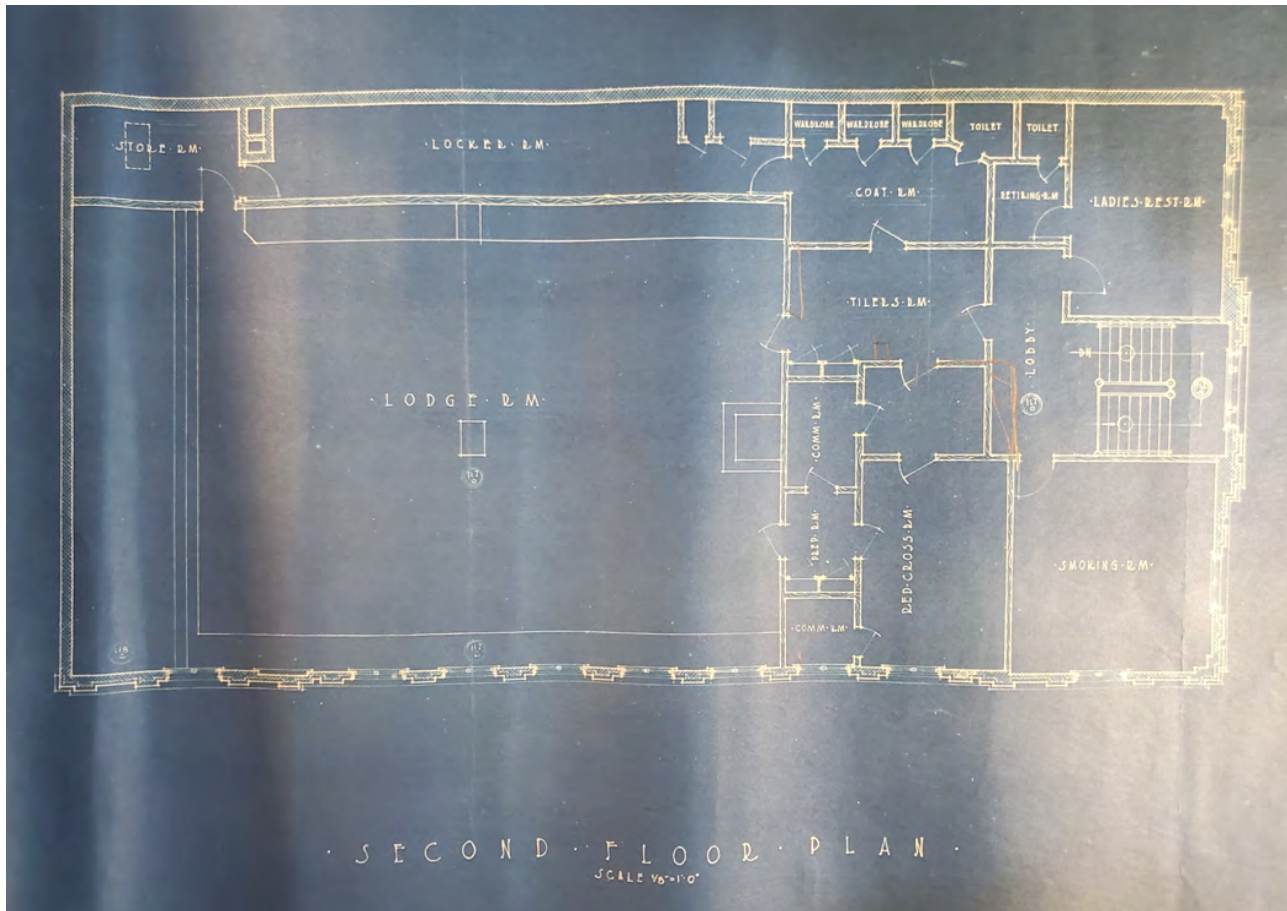 WARDROBE
WARDROBE
WARDROBE
TOILET
TOILET
·STORE·RM·
·LOCKER·RM·
·COAT·RM·
RETIRING·RM
·LADIES·REST·RM·
·TILERS·RM·
·LOBBY·
DN
·LODGE·RM·
·COMM·RM·
·PREP·RM·
RED·CROSS·RM·
·SMOKING·RM·
·COMM·RM·
·SECOND·FLOOR·PLAN·
SCALE 1/8"=1'·0"